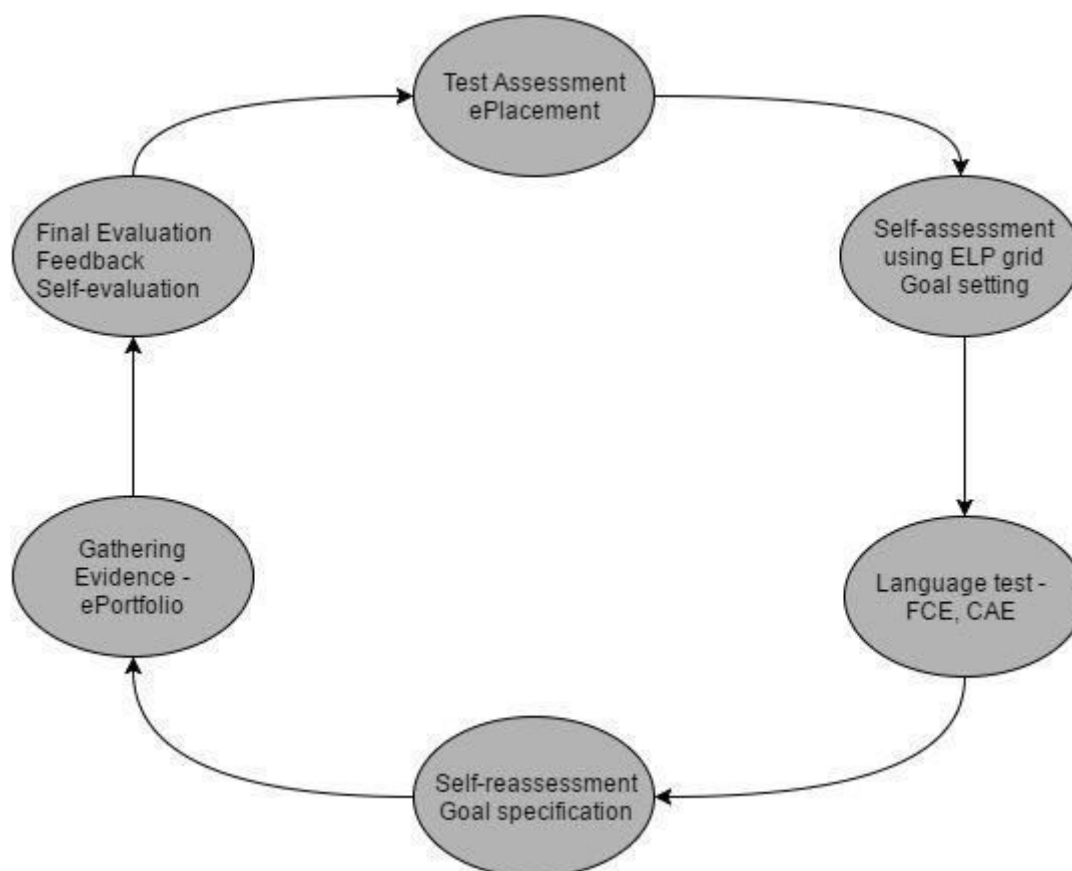 Test Assessment
ePlacement
Self-assessment
using ELP grid
Goal setting
Language test -
FCE, CAE
Self-reassessment
Goal specification
Gathering
Evidence -
ePortfolio
Final Evaluation
Feedback
Self-evaluation